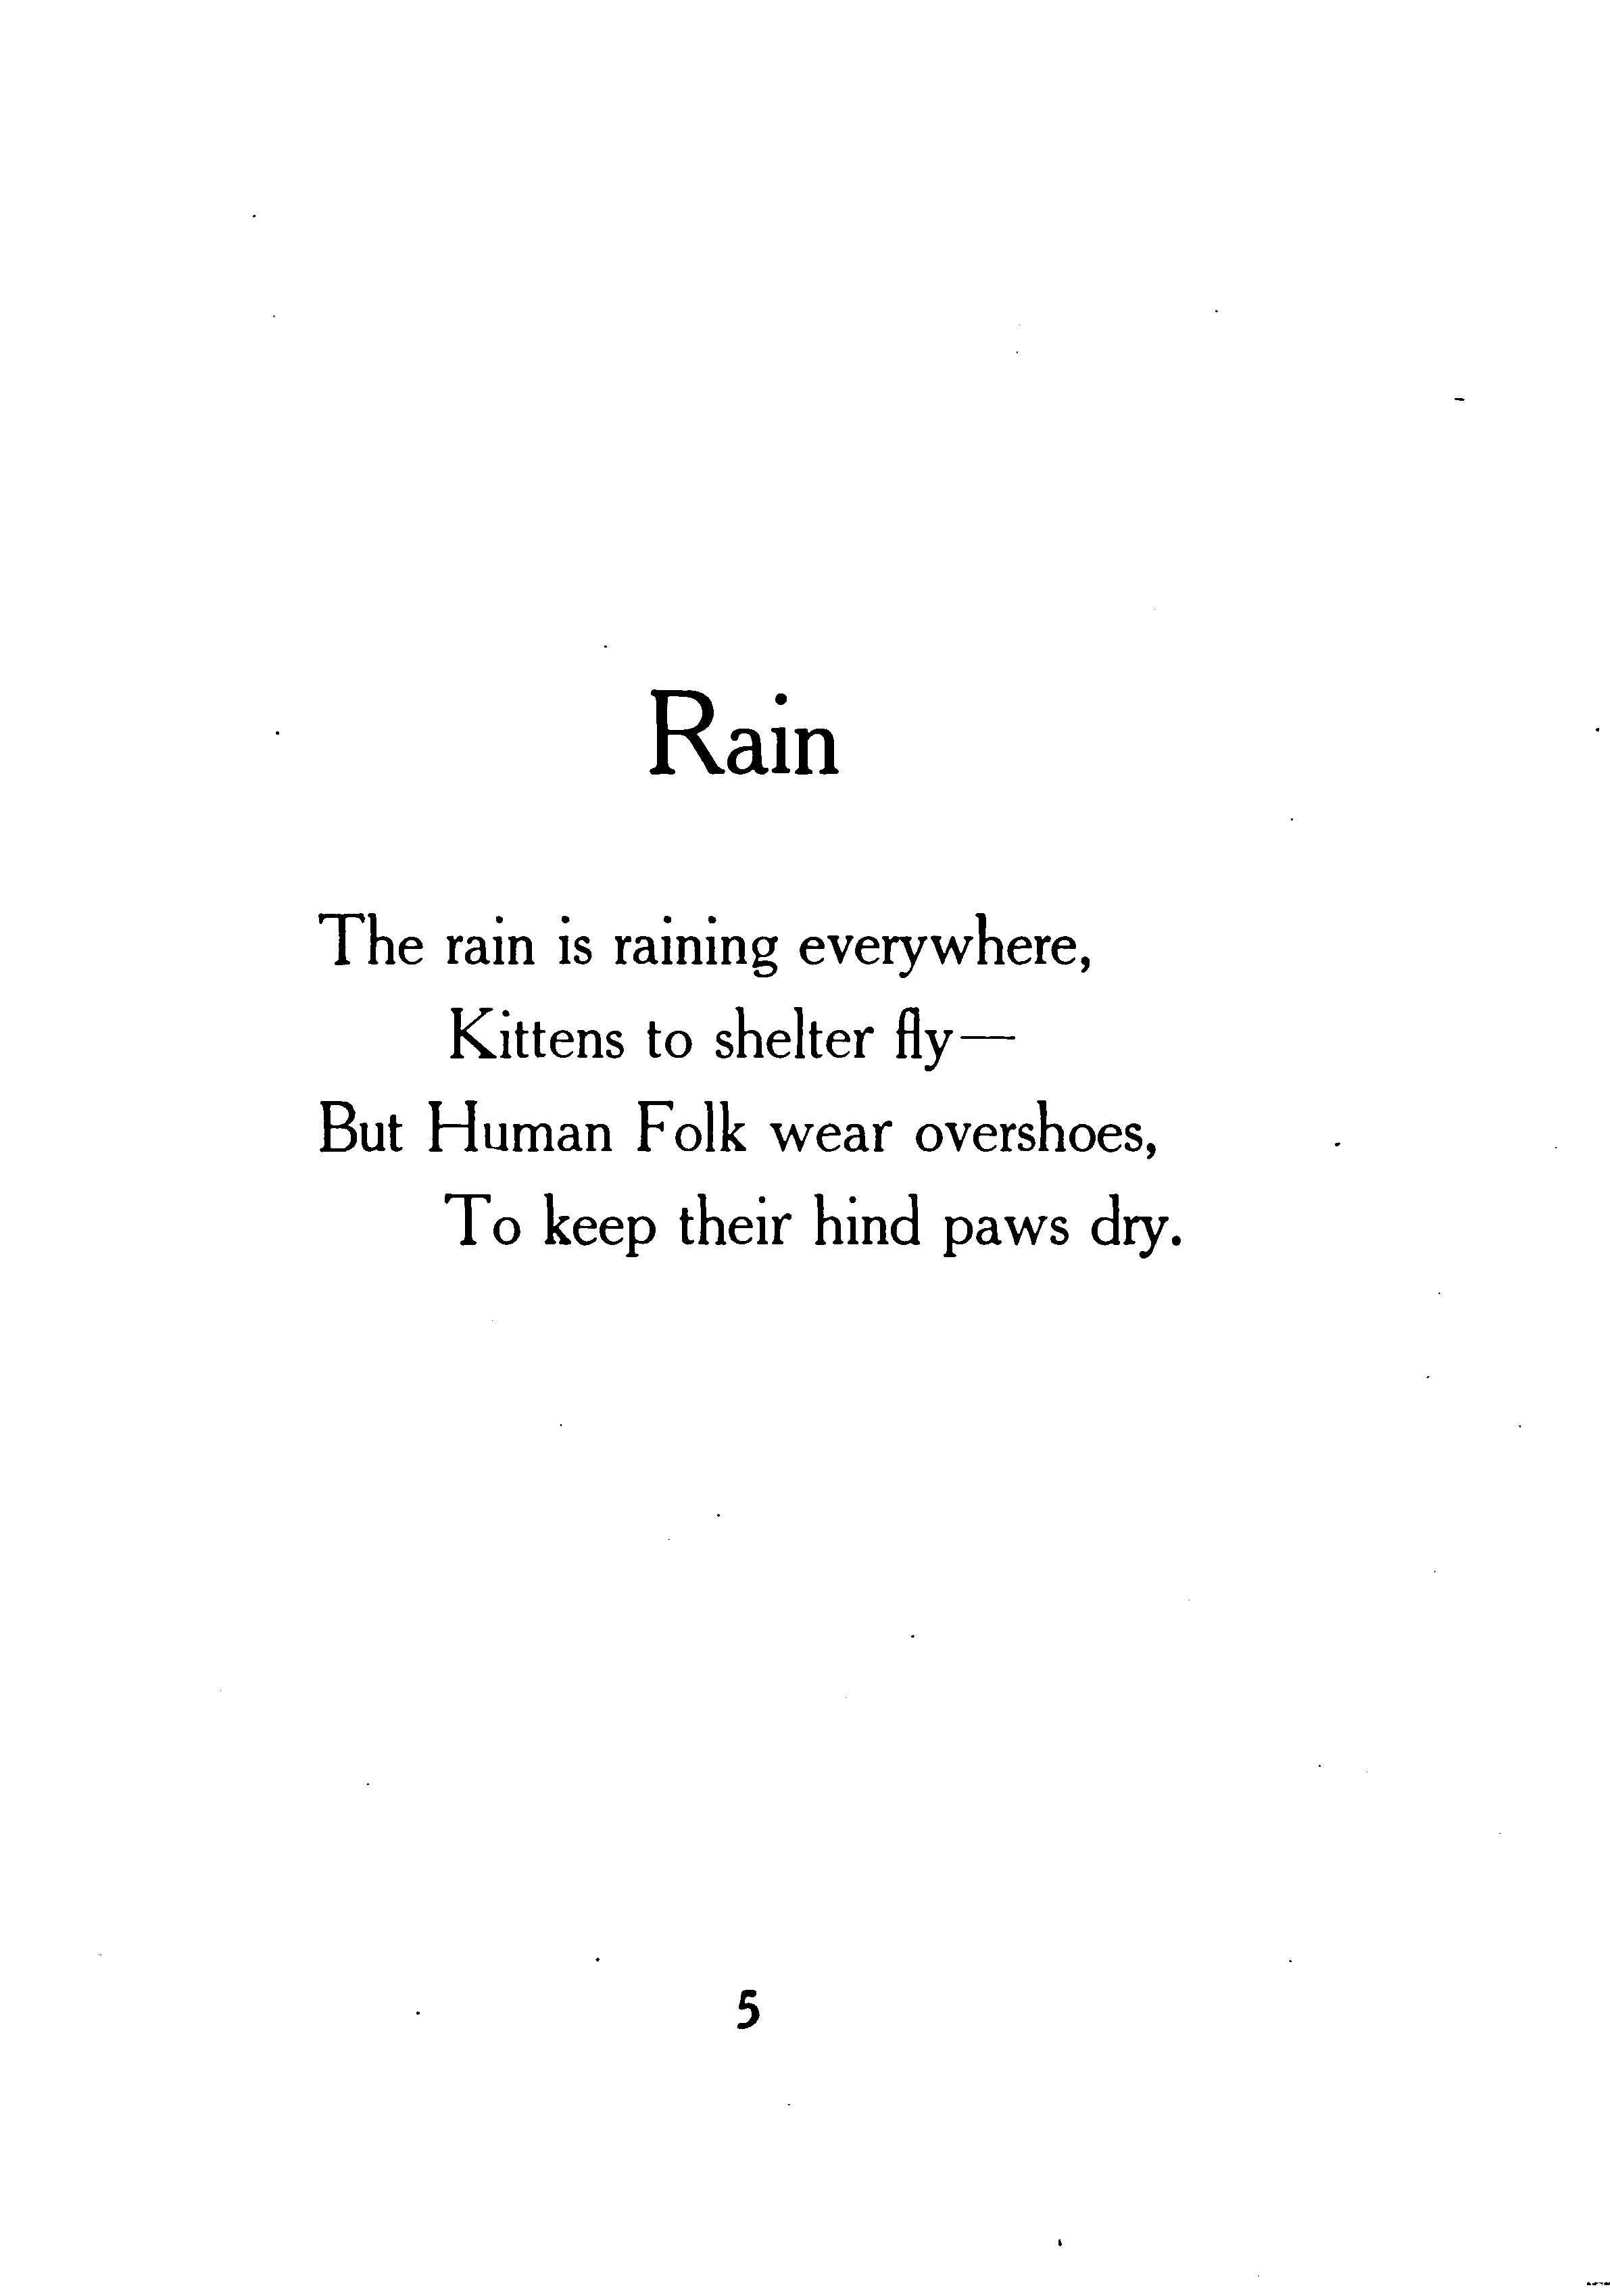 Rain
The rain is raining everywhere,
Kittens to shelter fly—
But Human Folk wear overshoes,
To keep their hind paws dry.
5